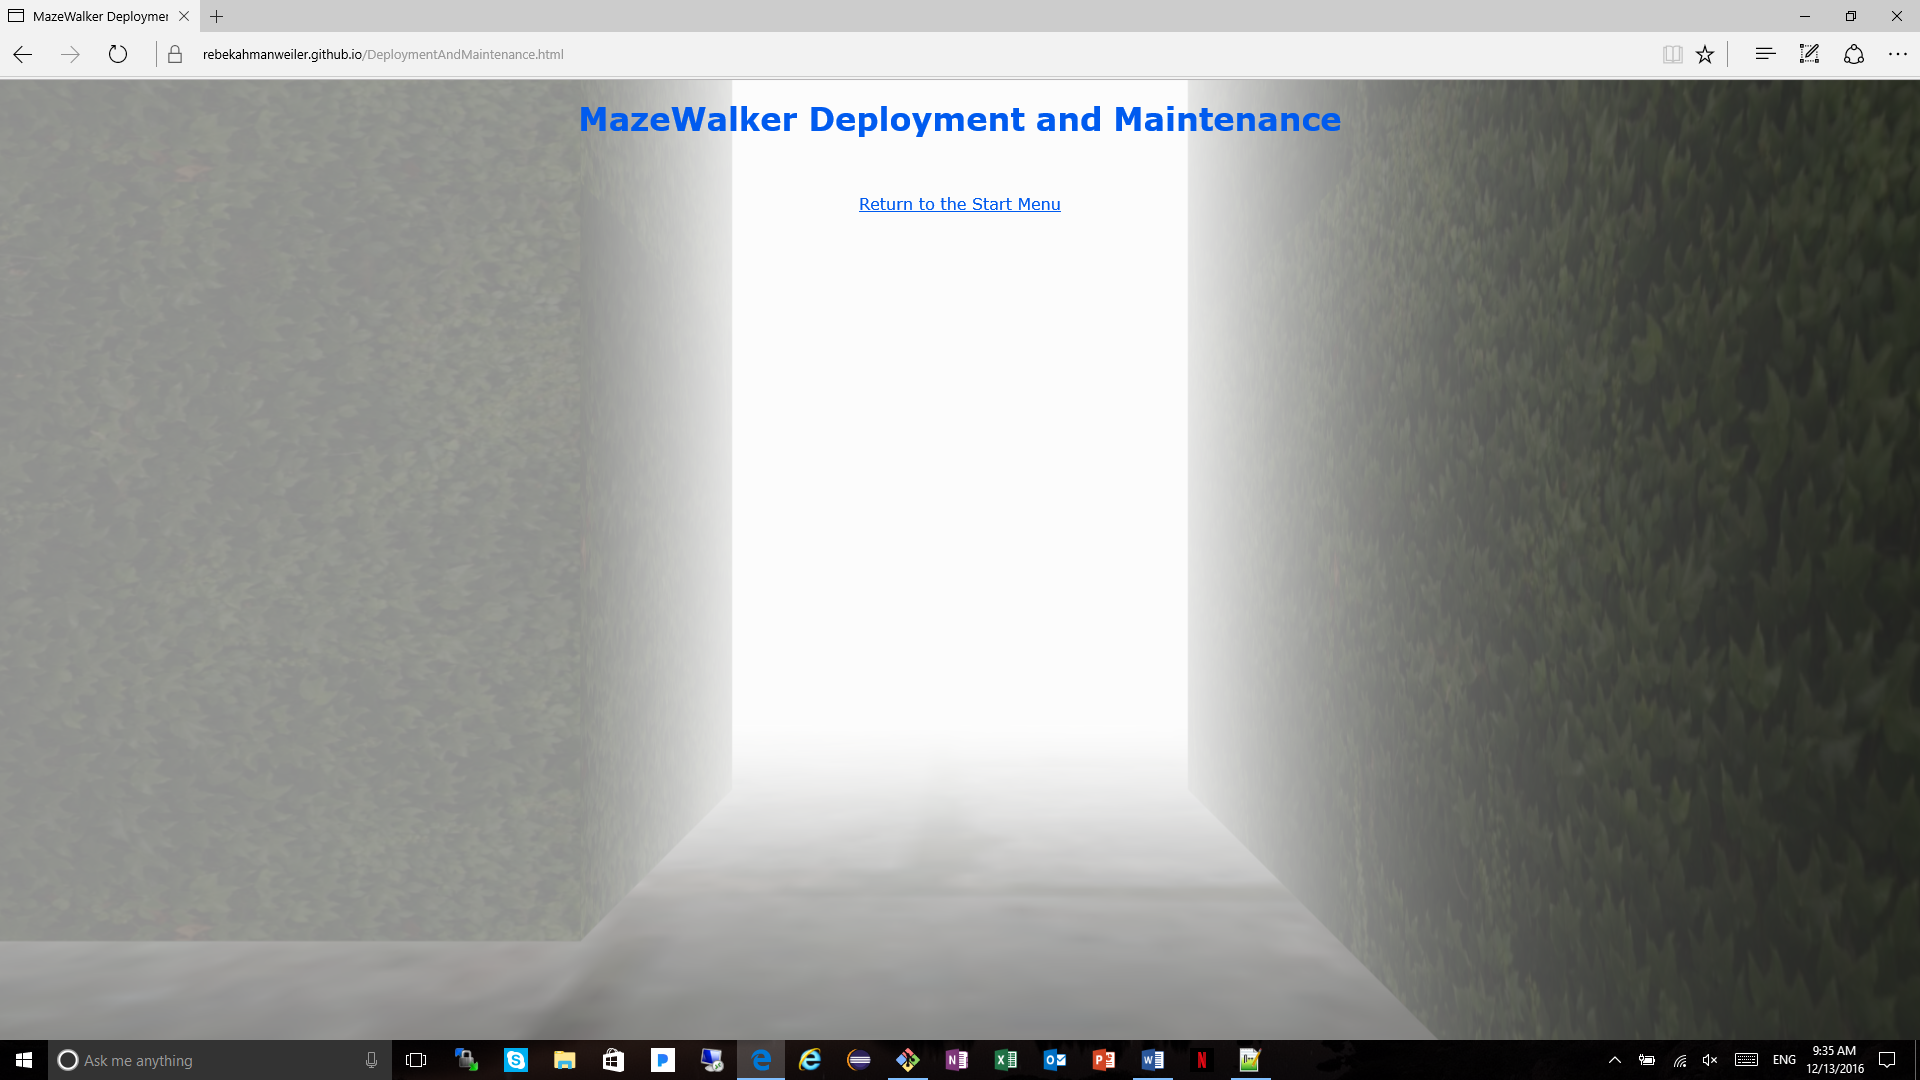 MazeWalker Deploymer
rebekahmanweiler.github.io/DeploymentAndMaintenance.html
MazeWalker Deployment and Maintenance
Return to the Start Menu
Ask me anything
ENG
9:35 AM
12/13/2016